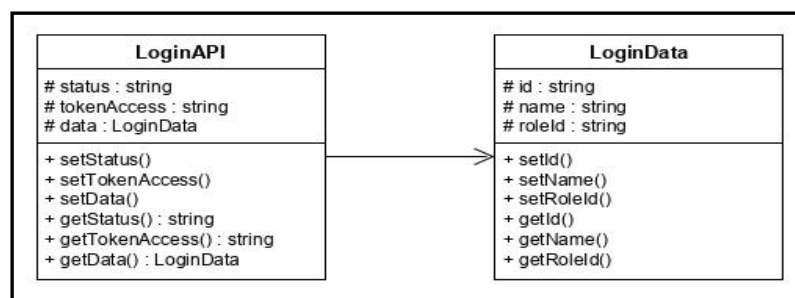 LoginAPI
# status : string
# tokenAccess : string
# data : LoginData
+ setStatus()
+ setTokenAccess()
+ setData()
+ getStatus() : string
+ getTokenAccess() : string
+ getData() : LoginData
LoginData
# id : string
# name : string
# roleId : string
+ setId()
+ setName()
+ setRoleId()
+ getId()
+ getName()
+ getRoleId()